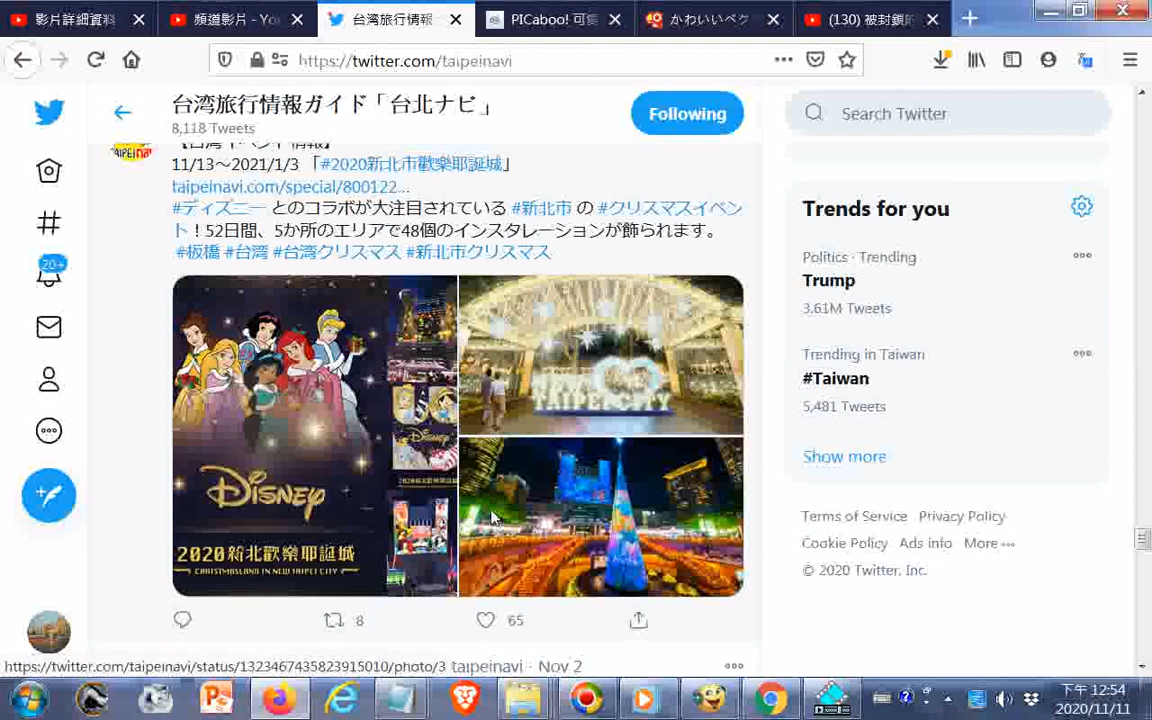 影片詳細資料
頻道影片 - Yo
台湾旅行情報
PICaboo! 可
かわいいベク
(130) 被封鎖
https://twitter.com/taipeinavi
台湾旅行情報ガイド「台北ナビ」
8,118 Tweets
Following
Search Twitter
【台湾イベント情報】
11/13～2021/1/3 「#2020新北市歡樂耶誕城」
taipeinavi.com/special/800122…
#ディズニー とのコラボが大注目されている #新北市 の #クリスマスイベン
ト！52日間、5か所のエリアで48個のインスタレーションが飾られます。
#板橋 #台湾 #台湾クリスマス #新北市クリスマス
DISNEY
2020新北歡樂耶誕城
CHRISTMASLAND IN NEW TAIPEI CITY
DISNEY
TAIPEI CITY
8
65
https://twitter.com/taipeinavi/status/1323467435823915010/photo/3
taipeinavi · Nov 2
20+
Trends for you
Politics · Trending
Trump
3.61M Tweets
Trending in Taiwan
#Taiwan
5,481 Tweets
Show more
Terms of Service Privacy Policy
Cookie Policy Ads info More
© 2020 Twitter, Inc.
下午 12:54
2020/11/11